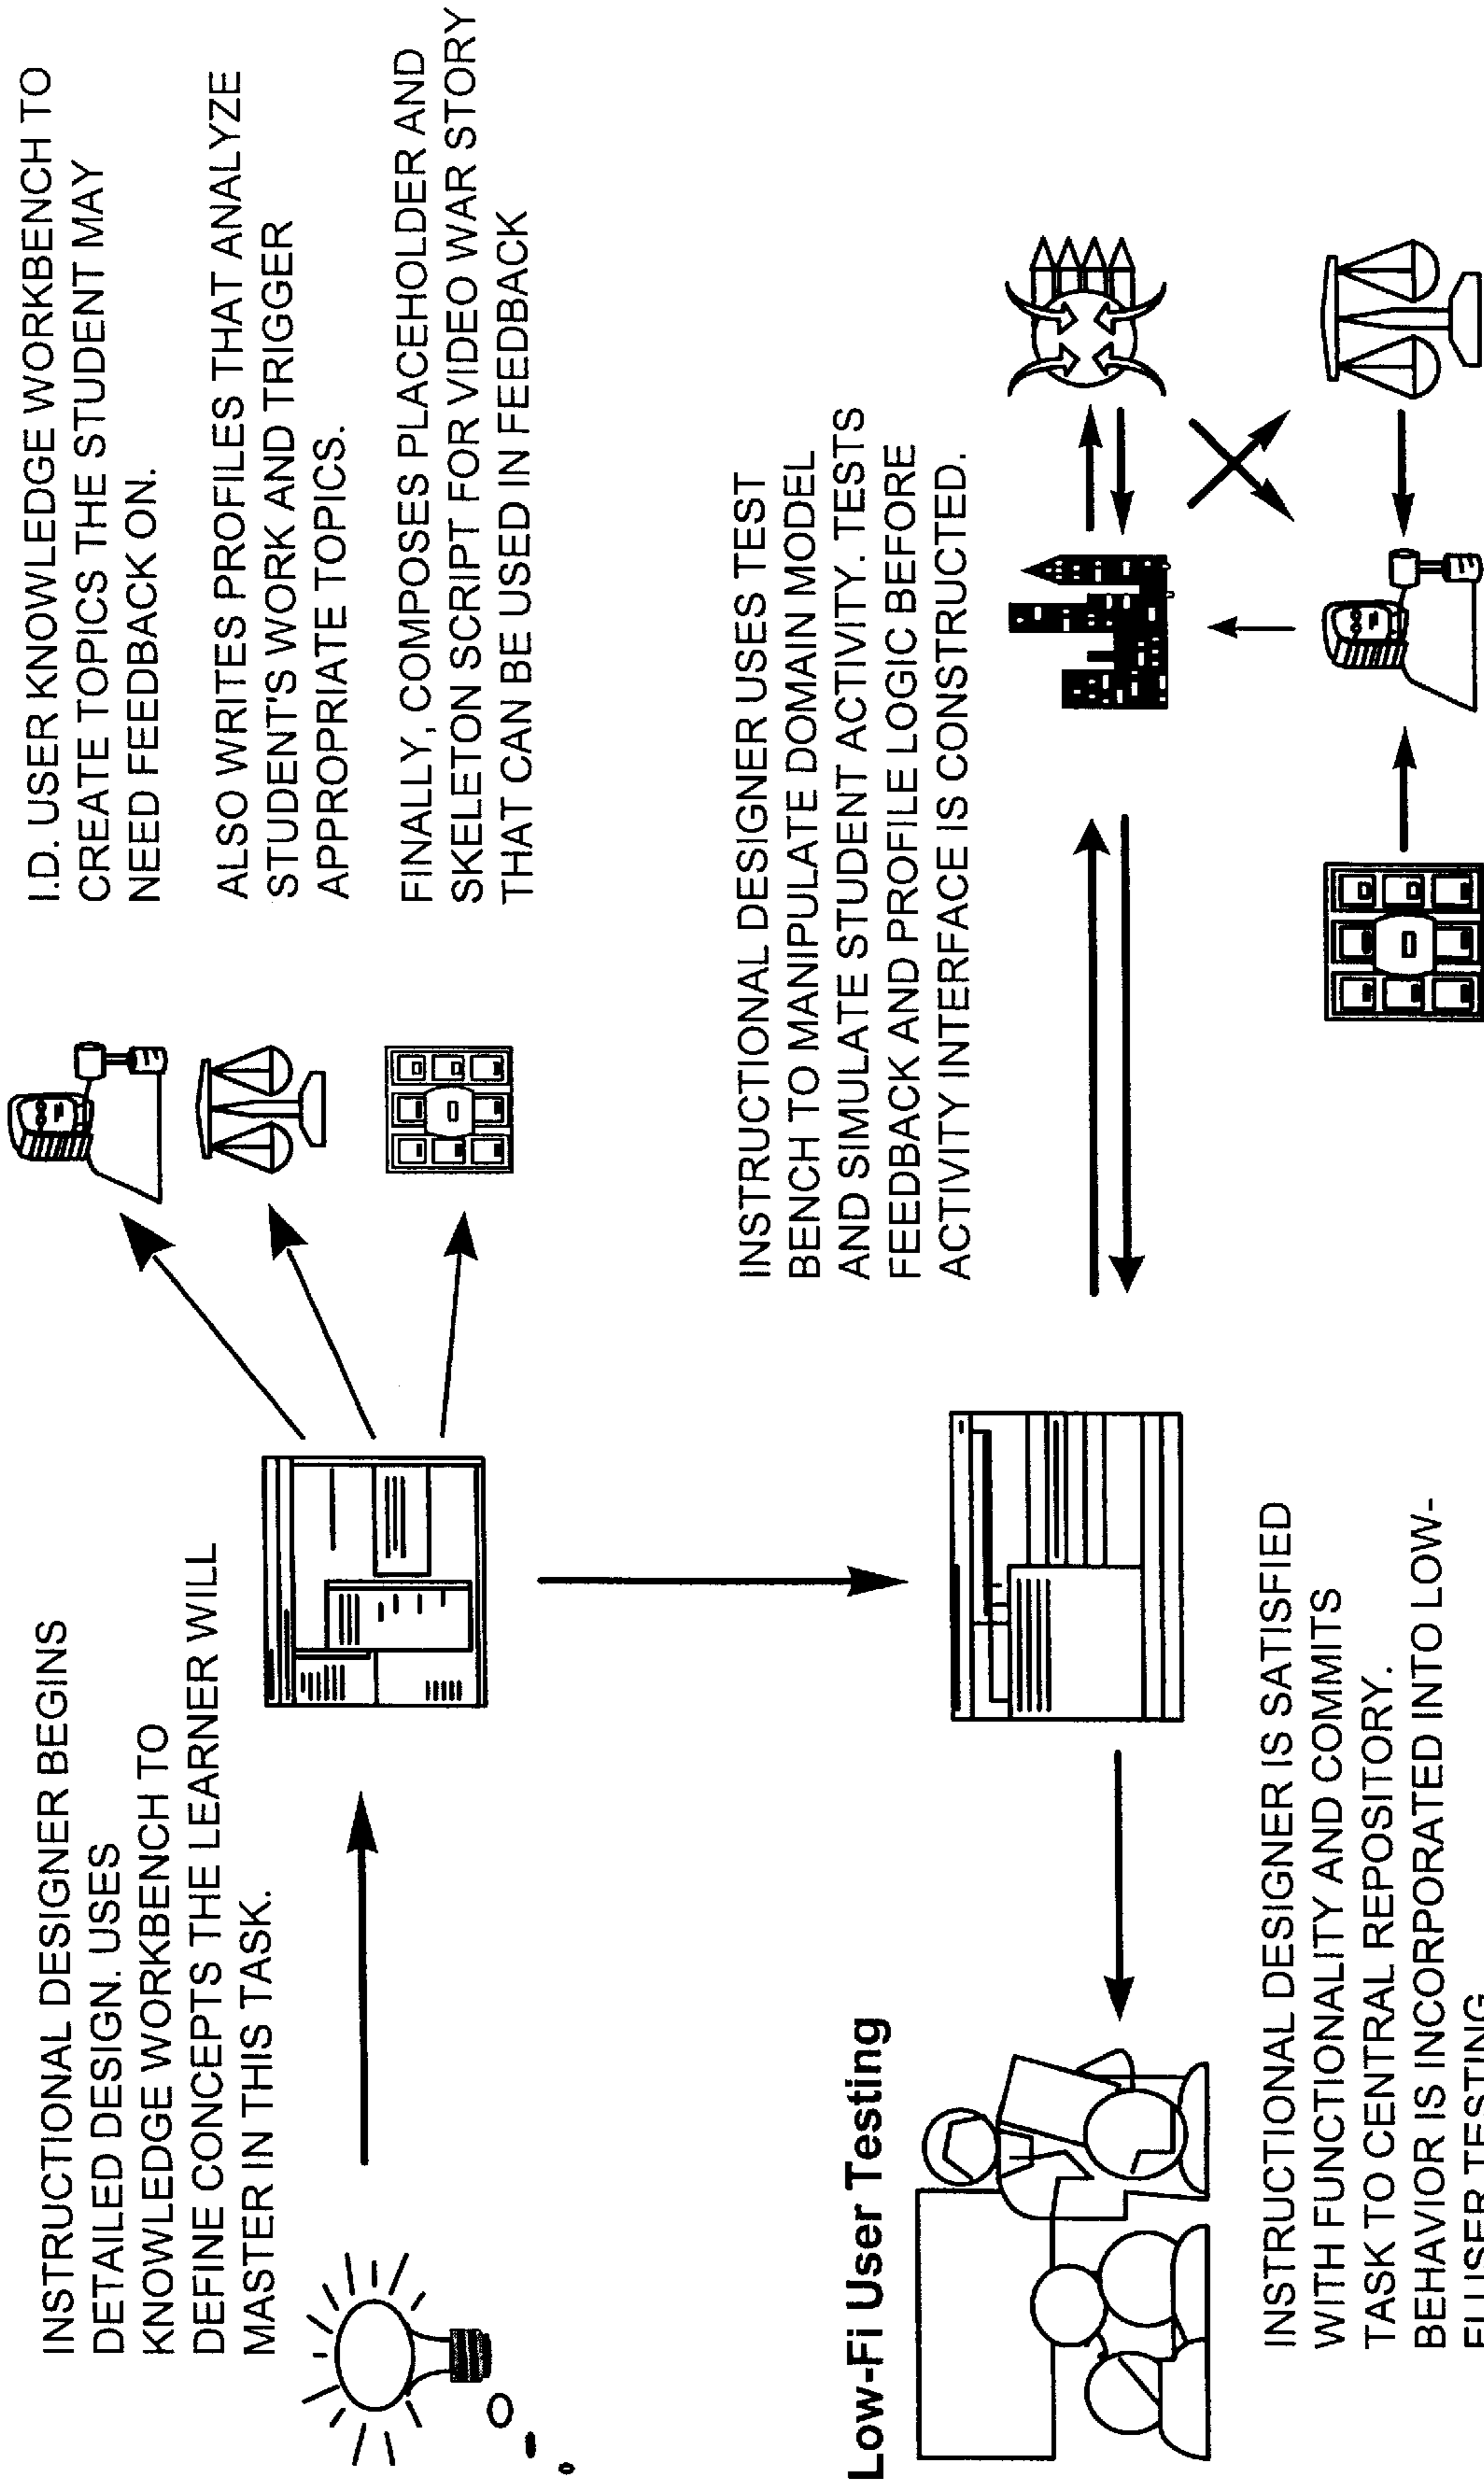 INSTRUCTIONAL DESIGNER BEGINS
DETAILED DESIGN. USES
KNOWLEDGE WORKBENCH TO
DEFINE CONCEPTS THE LEARNER WILL
MASTER IN THIS TASK.
I.D. USER KNOWLEDGE WORKBENCH TO
CREATE TOPICS THE STUDENT MAY
NEED FEEDBACK ON.
ALSO WRITES PROFILES THAT ANALYZE
STUDENT'S WORK AND TRIGGER
APPROPRIATE TOPICS.
FINALLY, COMPOSES PLACEHOLDER AND
SKELETON SCRIPT FOR VIDEO WAR STORY
THAT CAN BE USED IN FEEDBACK
INSTRUCTIONAL DESIGNER USES TEST
BENCH TO MANIPULATE DOMAIN MODEL
AND SIMULATE STUDENT ACTIVITY. TESTS
FEEDBACK AND PROFILE LOGIC BEFORE
ACTIVITY INTERFACE IS CONSTRUCTED.
Low-Fi User Testing
INSTRUCTIONAL DESIGNER IS SATISFIED
WITH FUNCTIONALITY AND COMMITS
TASK TO CENTRAL REPOSITORY.
BEHAVIOR IS INCORPORATED INTO LOW-
FI USER TESTING